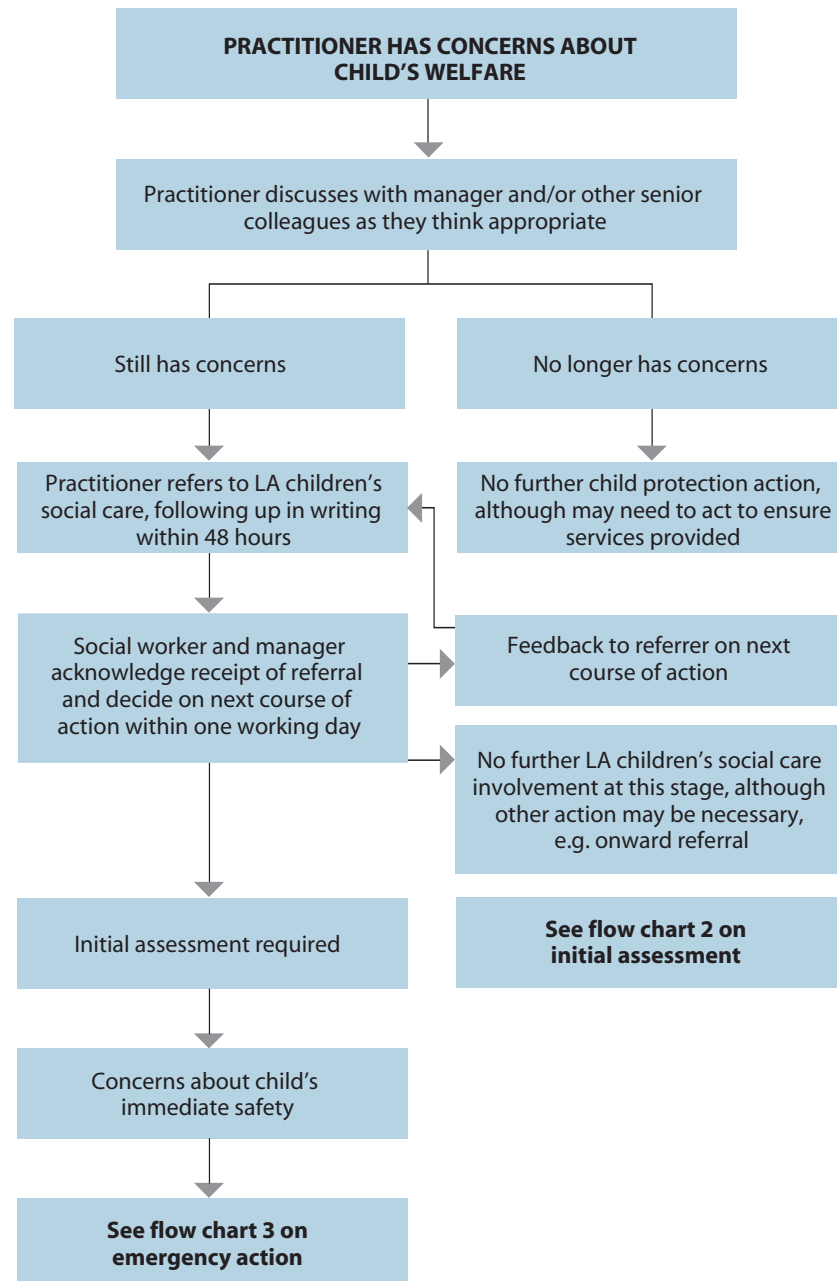 PRACTITIONER HAS CONCERNS ABOUT
CHILD’S WELFARE
Practitioner discusses with manager and/or other senior
colleagues as they think appropriate
Still has concerns
No longer has concerns
Practitioner refers to LA children’s
social care, following up in writing
within 48 hours
No further child protection action,
although may need to act to ensure
services provided
Social worker and manager
acknowledge receipt of referral
and decide on next course of
action within one working day
Feedback to referrer on next
course of action
No further LA children’s social care
involvement at this stage, although
other action may be necessary,
e.g. onward referral
Initial assessment required
See flow chart 2 on
initial assessment
Concerns about child’s
immediate safety
See flow chart 3 on
emergency action